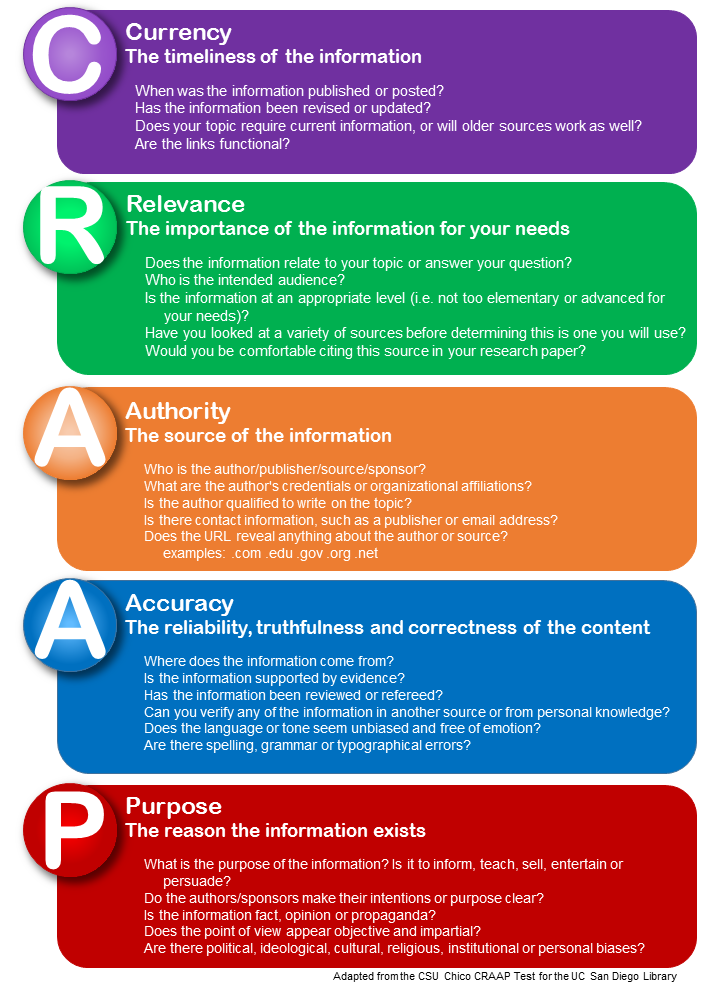 C
Currency
The timeliness of the information
When was the information published or posted?
Has the information been revised or updated?
Does your topic require current information, or will older sources work as well?
Are the links functional?
R
Relevance
The importance of the information for your needs
Does the information relate to your topic or answer your question?
Who is the intended audience?
Is the information at an appropriate level (i.e. not too elementary or advanced for
your needs)?
Have you looked at a variety of sources before determining this is one you will use?
Would you be comfortable citing this source in your research paper?
A
Authority
The source of the information
Who is the author/publisher/source/sponsor?
What are the author's credentials or organizational affiliations?
Is the author qualified to write on the topic?
Is there contact information, such as a publisher or email address?
Does the URL reveal anything about the author or source?
examples: .com .edu .gov .org .net
A
Accuracy
The reliability, truthfulness and correctness of the content
Where does the information come from?
Is the information supported by evidence?
Has the information been reviewed or refereed?
Can you verify any of the information in another source or from personal knowledge?
Does the language or tone seem unbiased and free of emotion?
Are there spelling, grammar or typographical errors?
P
Purpose
The reason the information exists
What is the purpose of the information? Is it to inform, teach, sell, entertain or
persuade?
Do the authors/sponsors make their intentions or purpose clear?
Is the information fact, opinion or propaganda?
Does the point of view appear objective and impartial?
Are there political, ideological, cultural, religious, institutional or personal biases?
Adapted from the CSU Chico CRAAP Test for the UC San Diego Library